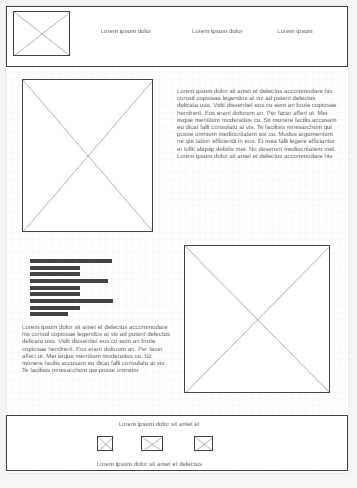 Lorem ipsum dolor
Lorem ipsum dolor
Lorem ipsum
Lorem ipsum dolor sit amet et delectus accommodare his
consul copiosae legendos at vix ad putent delectus
delicata usu. Vidit dissentiet eos cu eum an brute copiosae
hendrerit. Eos erant dolorum an. Per facer affert ut. Mei
iisque mentitum moderatius cu. Sit munere facilis accusam
eu dicat falli consulatu at vis. Te facilisis mnesarchum qui
posse omnium mediocritatem est cu. Modus argumentum
ne qui tation efficiendi in eos. Ei mea falli legere efficiantur
et tollit aliquip debitis mei. No deserunt mediocritatem mel.
Lorem ipsum dolor sit amet et delectus accommodare his
Lorem ipsum dolor sit amet et delectus accommodare
his consul copiosae legendos at vix ad putent delectus
delicata usu. Vidit dissentiet eos cu eum an brute
copiosae hendrerit. Eos erant dolorum an. Per facer
affert ut. Mei iisque mentitum moderatius cu. Sit
munere facilis accusam eu dicat falli consulatu at vis.
Te facilisis mnesarchum qui posse omnium
Lorem ipsum dolor sit amet et
Lorem ipsum dolor sit amet et delectus